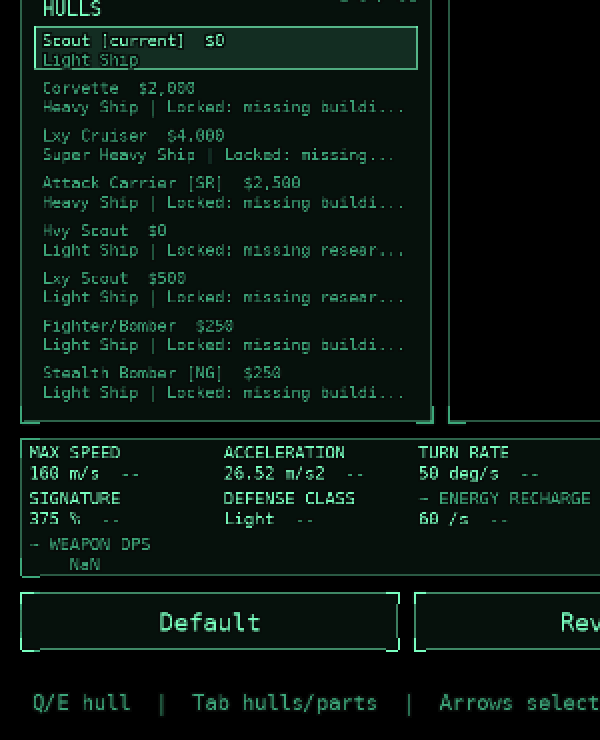 HULLS
Scout [current]  $0
Light Ship
Corvette  $2,000
Heavy Ship | Locked: missing buildi...
Lxy Cruiser  $4,000
Super Heavy Ship | Locked: missing...
Attack Carrier [SR]  $2,500
Heavy Ship | Locked: missing buildi...
Hvy Scout  $0
Light Ship | Locked: missing resear...
Lxy Scout  $500
Light Ship | Locked: missing resear...
Fighter/Bomber  $250
Light Ship | Locked: missing buildi...
Stealth Bomber [NG]  $250
Light Ship | Locked: missing buildi...
MAX SPEED ACCELERATION TURN RATE
160 m/s -- 26.52 m/s2 -- 50 deg/s --
SIGNATURE DEFENSE CLASS ~ ENERGY RECHARGE
375 % -- Light -- 60 /s --
~ WEAPON DPS
NaN
Default Rev
Q/E hull | Tab hulls/parts | Arrows select